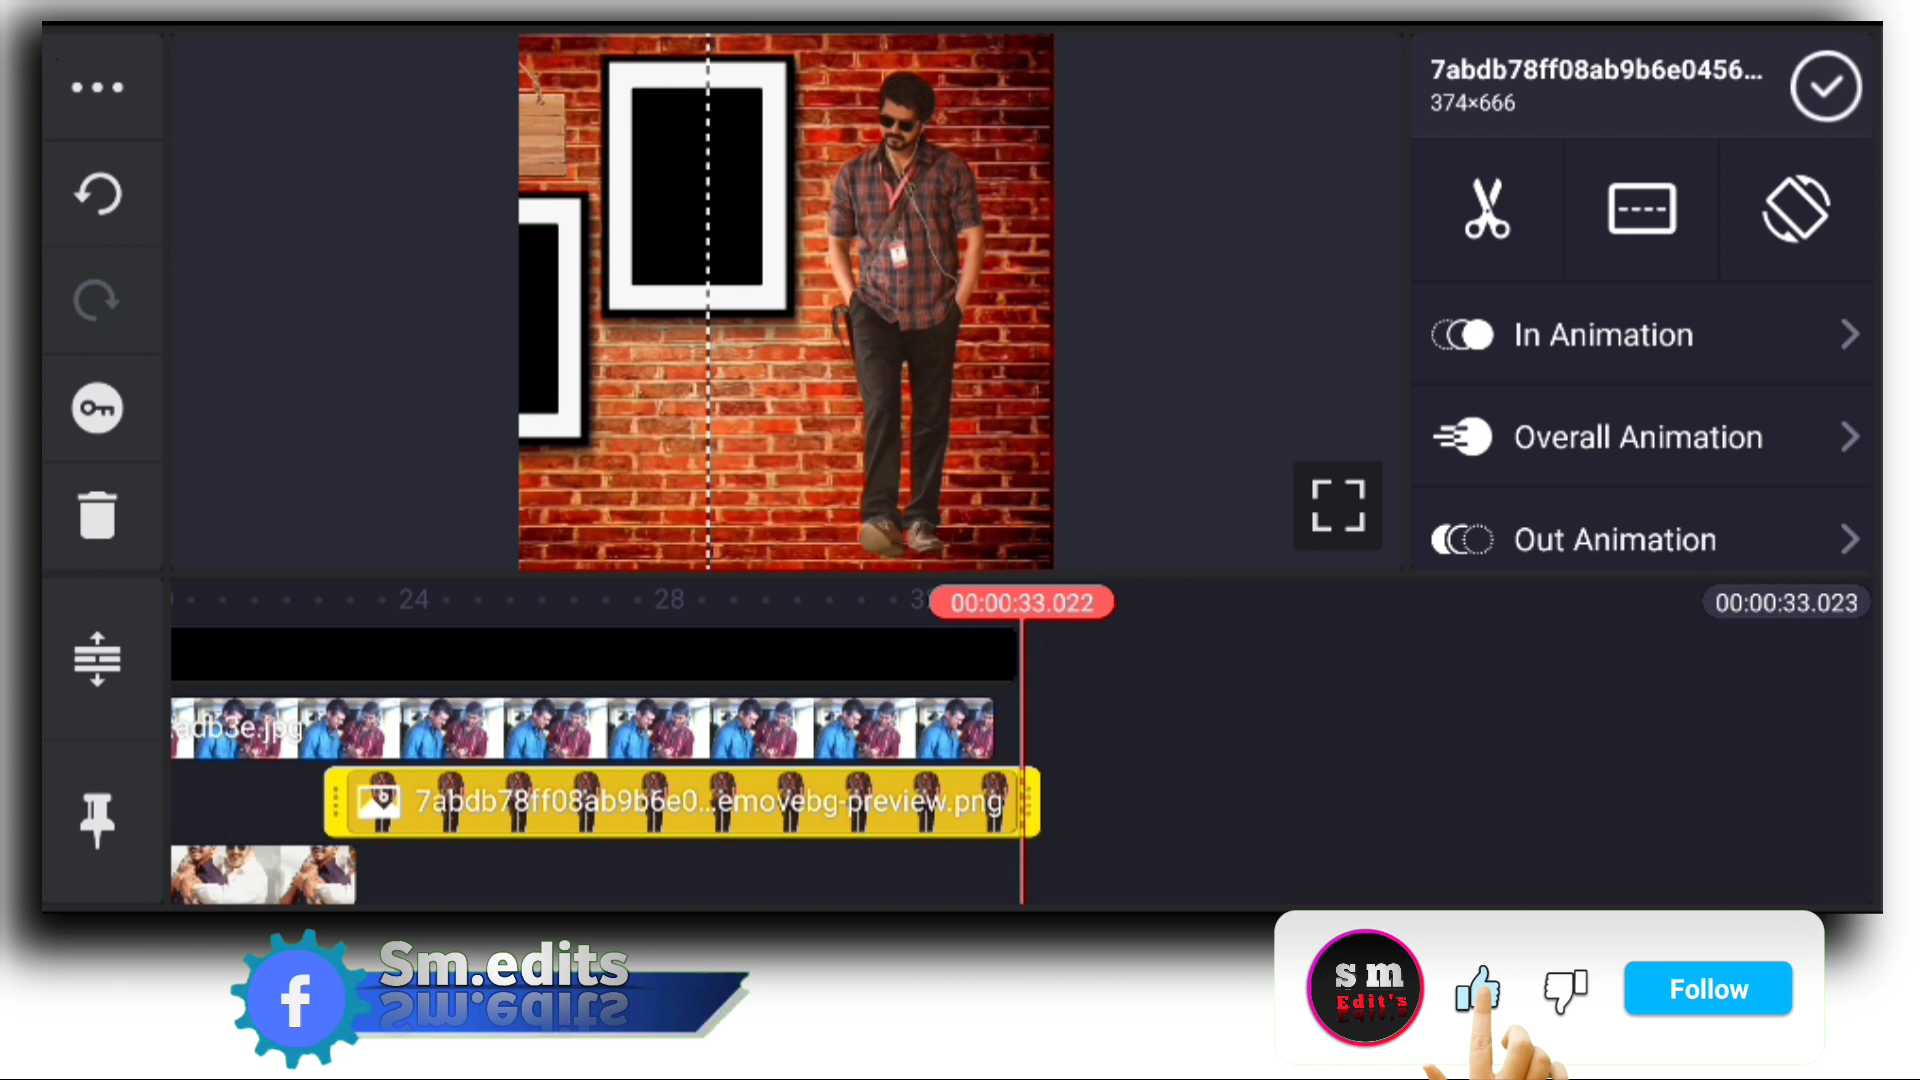 7abdb78ff08ab9b6e0456...
374×666
In Animation
Overall Animation
Out Animation
24
28
00:00:33.022
00:00:33.023
adb3e.jpg
7abdb78ff08ab9b6e0...emovebg-preview.png
Sm.edits
sm
Edit's
Follow